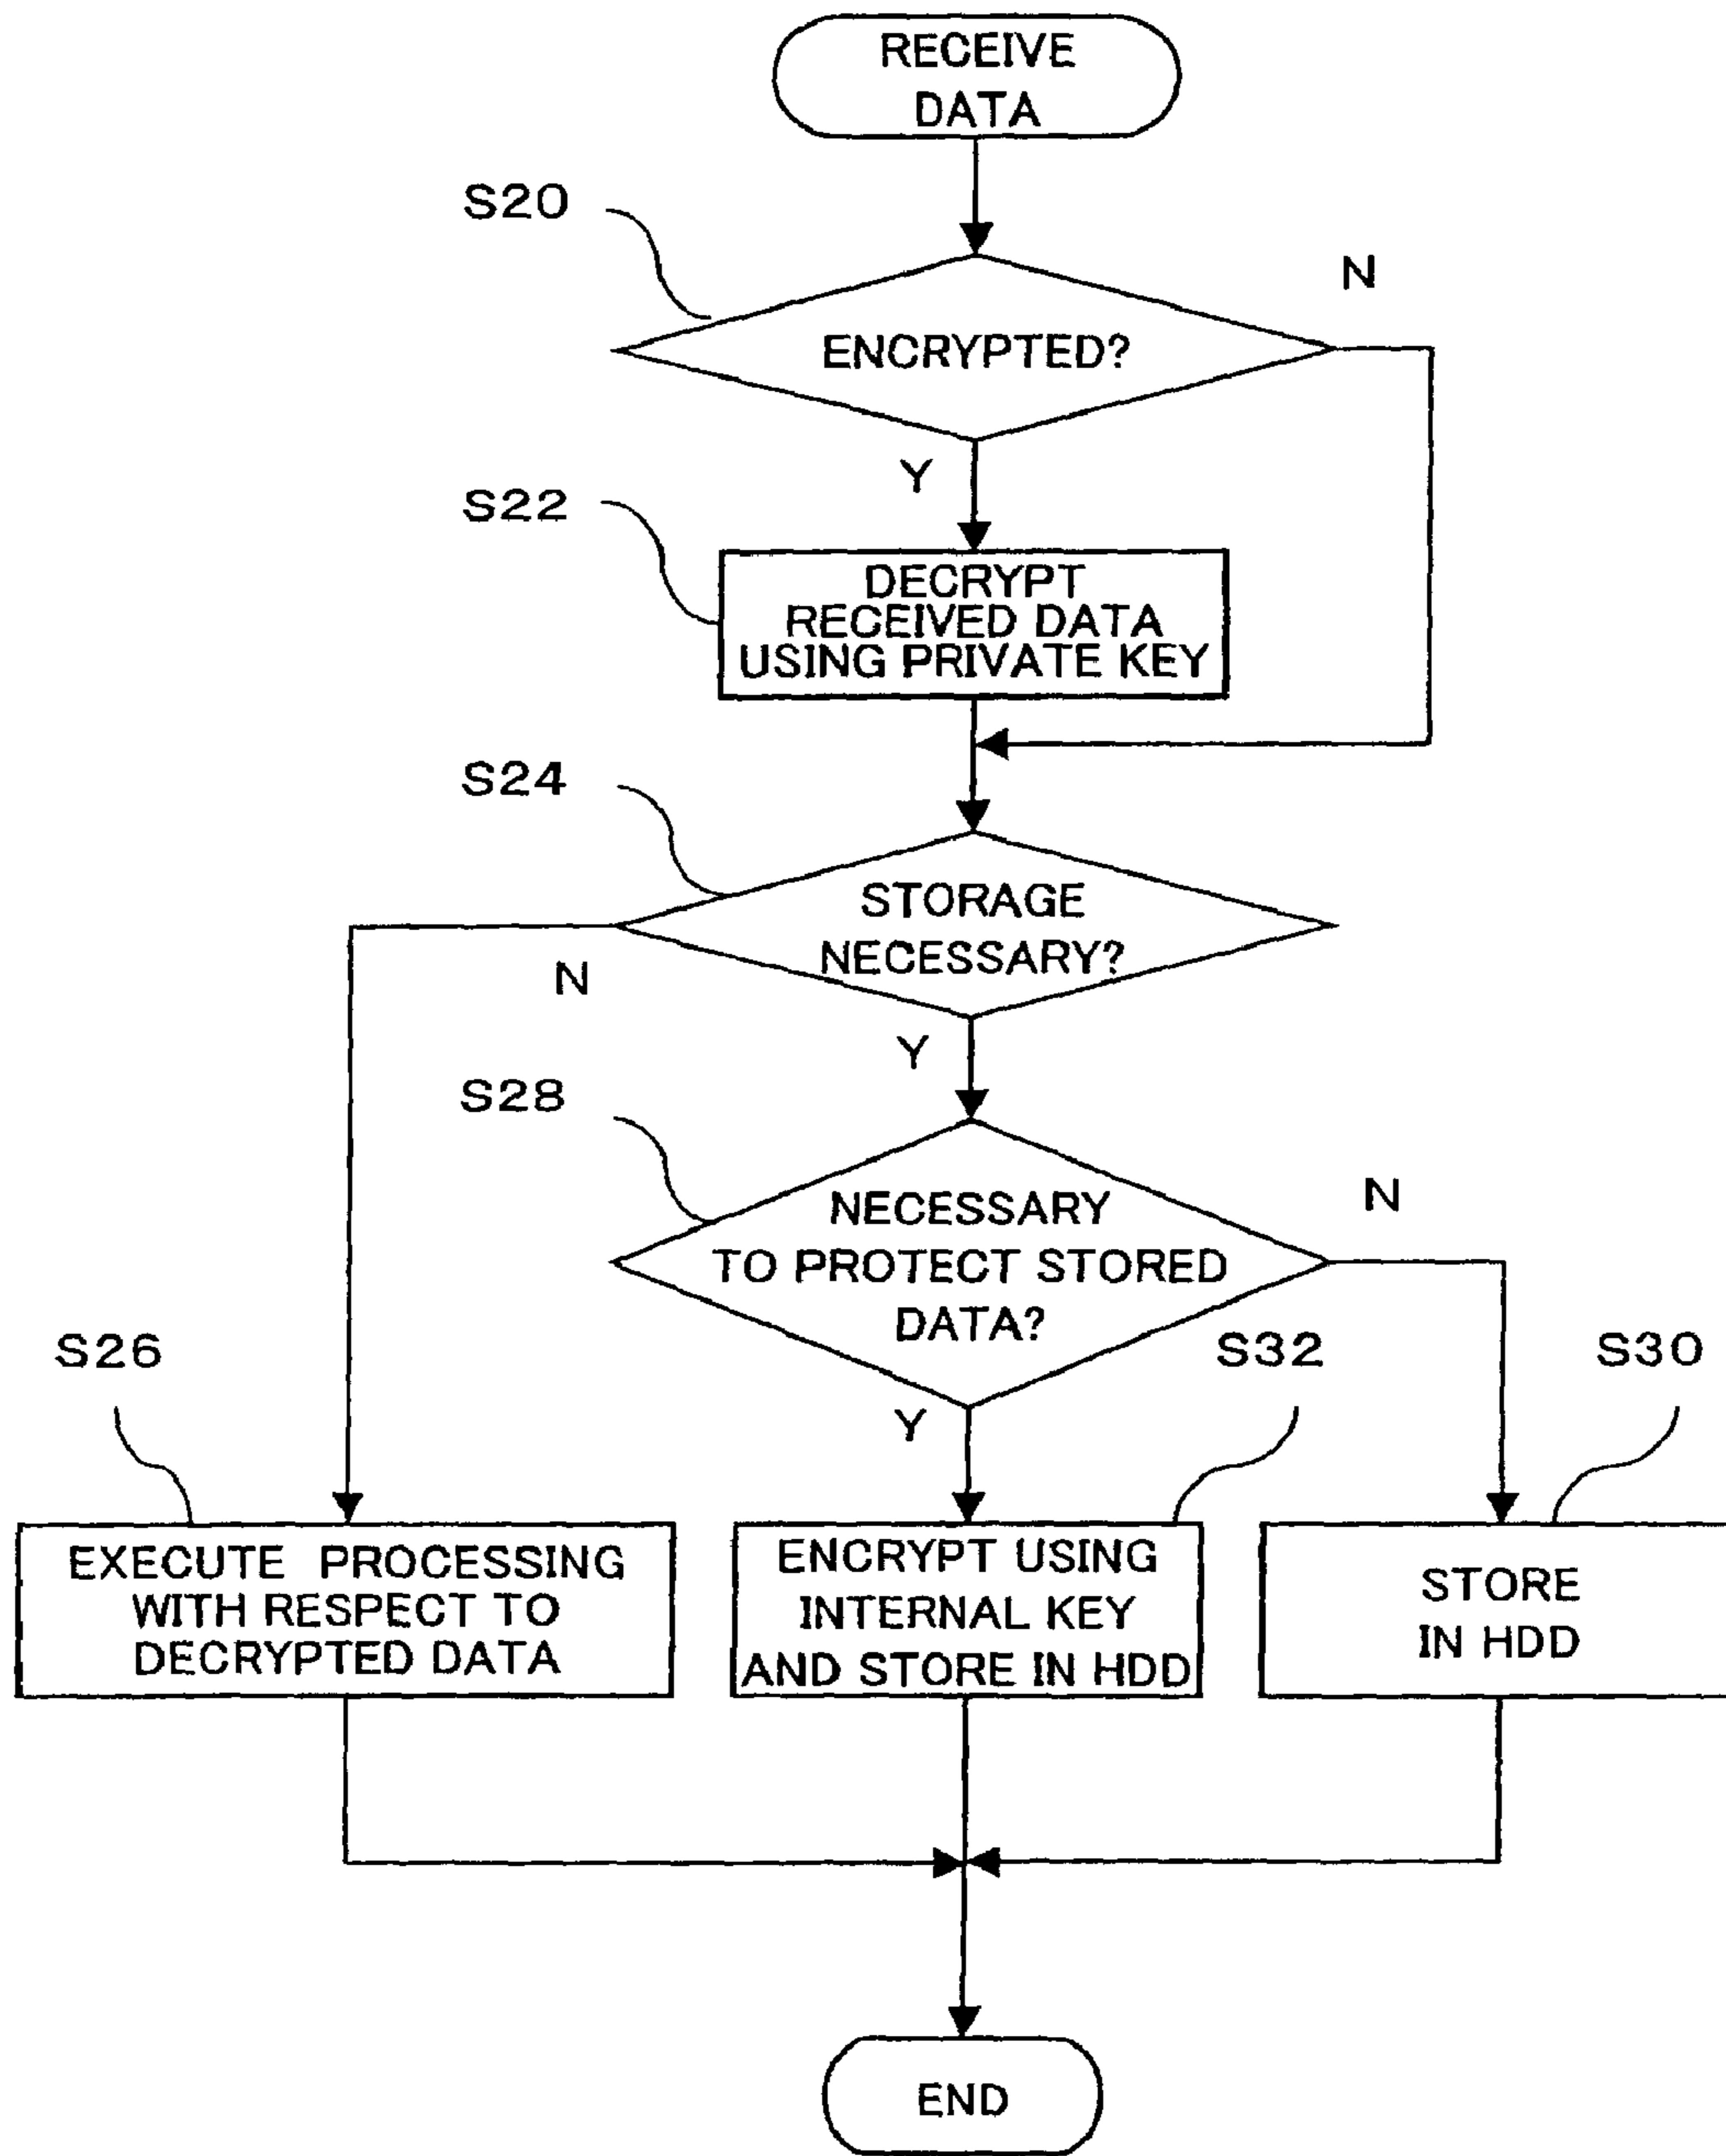 RECEIVE
DATA
S20
N
ENCRYPTED?
Y
S22
DECRYPT
RECEIVED DATA
USING PRIVATE KEY
S24
STORAGE
NECESSARY?
N
Y
S28
NECESSARY
TO PROTECT STORED
DATA?
N
S26
S32
S30
Y
EXECUTE PROCESSING
WITH RESPECT TO
DECRYPTED DATA
ENCRYPT USING
INTERNAL KEY
AND STORE IN HDD
STORE
IN HDD
END